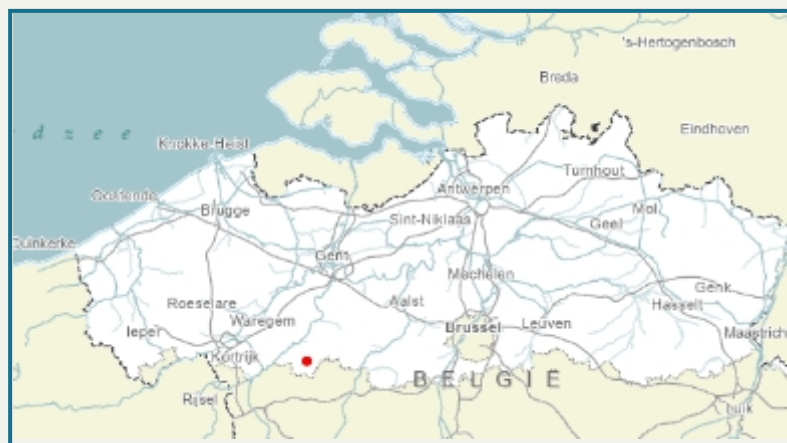 's-Hertogenbosch
Breda
d z e e
Eindhoven
Knokke-Heist
Turnhout
Antwerpen
Oostende
Mol
Brugge
Sint-Niklaas
Geel
Duinkerke
Gent
Mechelen
Genk
Roeselare
Aalst
Hasselt
Waregem
Ieper
Brussel
Leuven
Maastrich
Kortrijk
BELGIË
Rijsel
Luik